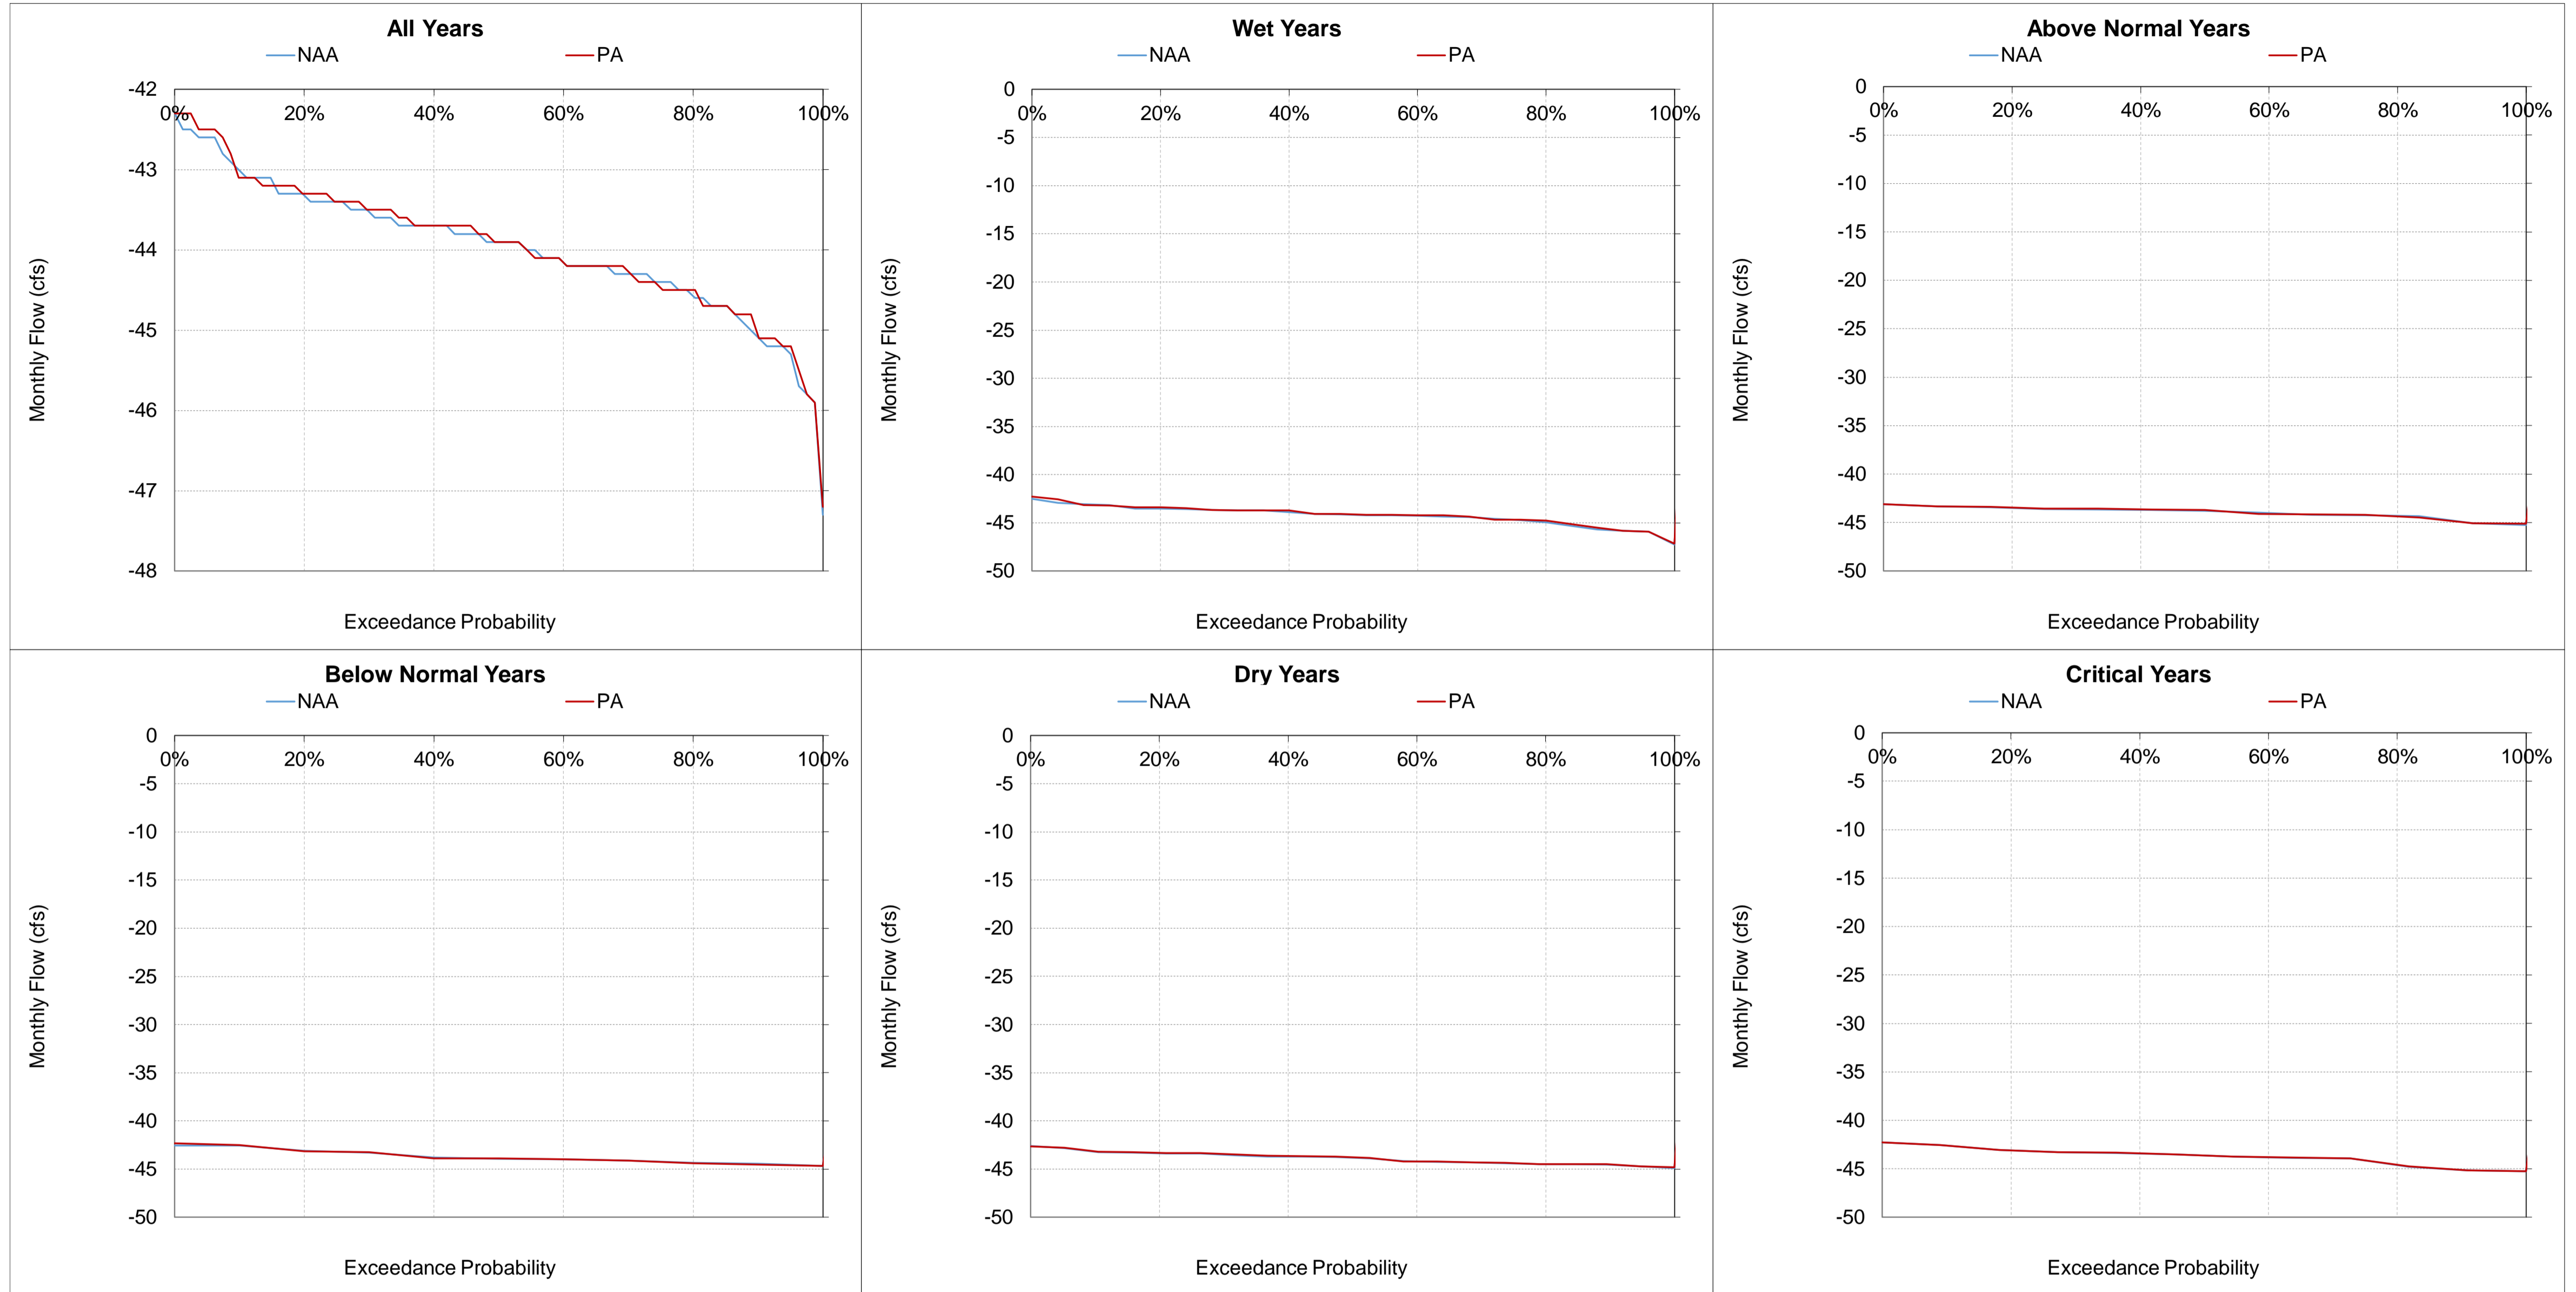 All Years
NAA PA
-42
0% 20% 40% 60% 80% 100%
-43
-44
-45
-46
-47
-48
Monthly Flow (cfs)
Exceedance Probability
Wet Years
NAA PA
0
0% 20% 40% 60% 80% 100%
-5
-10
-15
-20
-25
-30
-35
-40
-45
-50
Monthly Flow (cfs)
Exceedance Probability
Above Normal Years
NAA PA
0
0% 20% 40% 60% 80% 100%
-5
-10
-15
-20
-25
-30
-35
-40
-45
-50
Monthly Flow (cfs)
Exceedance Probability
Below Normal Years
NAA PA
0
0% 20% 40% 60% 80% 100%
-5
-10
-15
-20
-25
-30
-35
-40
-45
-50
Monthly Flow (cfs)
Exceedance Probability
Dry Years
NAA PA
0
0% 20% 40% 60% 80% 100%
-5
-10
-15
-20
-25
-30
-35
-40
-45
-50
Monthly Flow (cfs)
Exceedance Probability
Critical Years
NAA PA
0
0% 20% 40% 60% 80% 100%
-5
-10
-15
-20
-25
-30
-35
-40
-45
-50
Monthly Flow (cfs)
Exceedance Probability